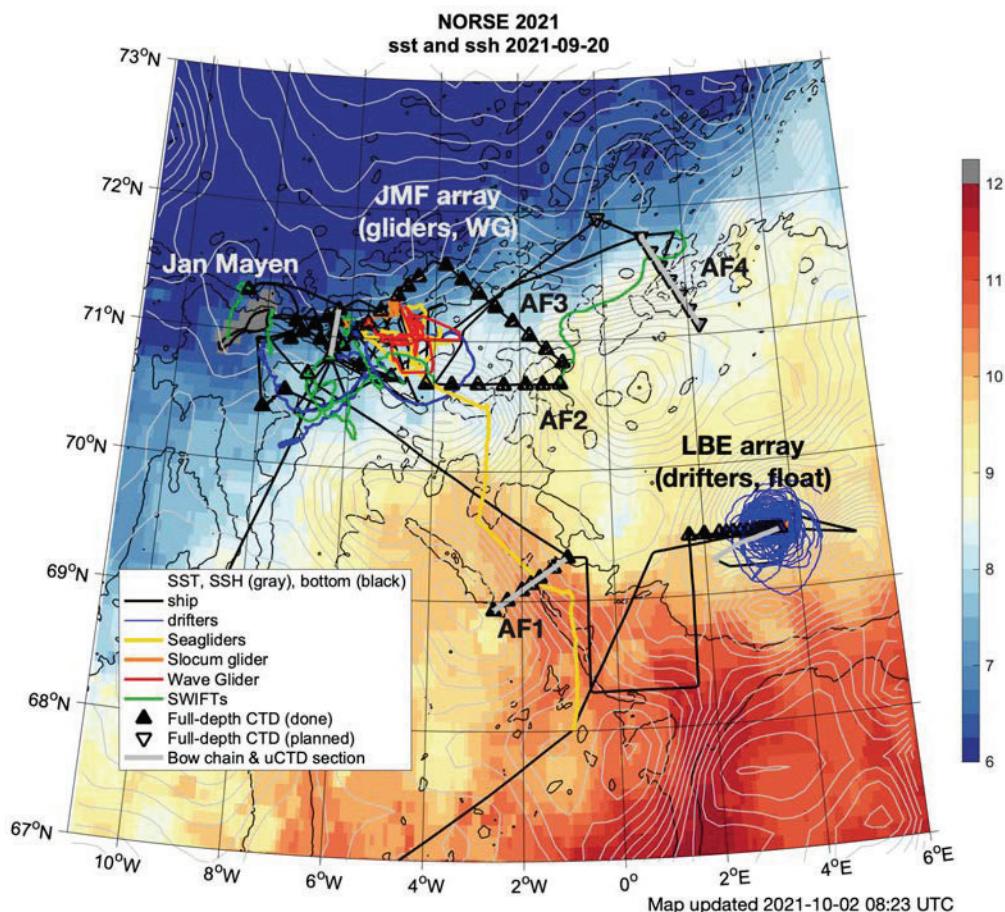 NORSE 2021
sst and ssh 2021-09-20
73°N
72°N
71°N
70°N
69°N
68°N
67°N
JMF array
(gliders, WG)
Jan Mayen
AF4
AF3
AF2
LBE array
(drifters, float)
AF1
SST, SSH (gray), bottom (black)
ship
drifters
Seagliders
Slocum glider
Wave Glider
SWIFTs
Full-depth CTD (done)
Full-depth CTD (planned)
Bow chain & uCTD section
10°W
8°W
6°W
4°W
2°W
0°
2°E
4°E
6°E
12
11
10
9
8
7
6
Map updated 2021-10-02 08:23 UTC